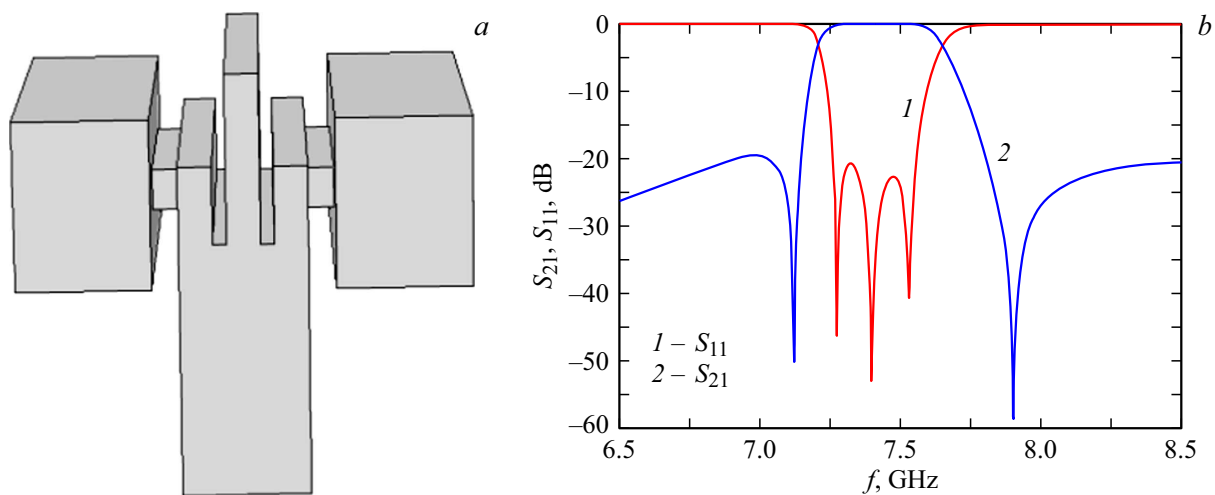 a
b
0
–10
–20
–30
–40
–50
–60
S21, S11, dB
1
2
1 – S11
2 – S21
6.5 7.0 7.5 8.0 8.5
f, GHz